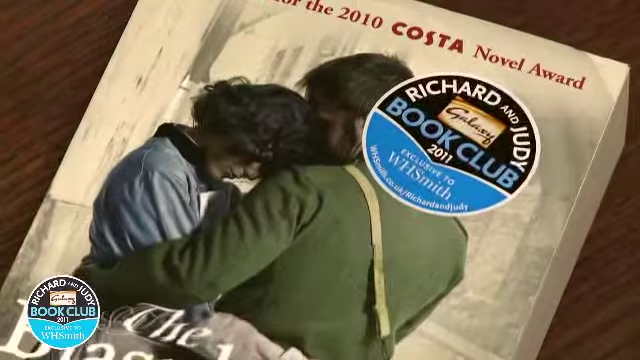 for the 2010 COSTA Novel Award
RICHARD AND JUDY
Galaxy
BOOK CLUB
2011
EXCLUSIVE TO
WHSmith
WHSmith.co.uk/RichardandJudy
The
RICHARD AND JUDY
Galaxy
BOOK CLUB
2011
EXCLUSIVE TO
WHSmith